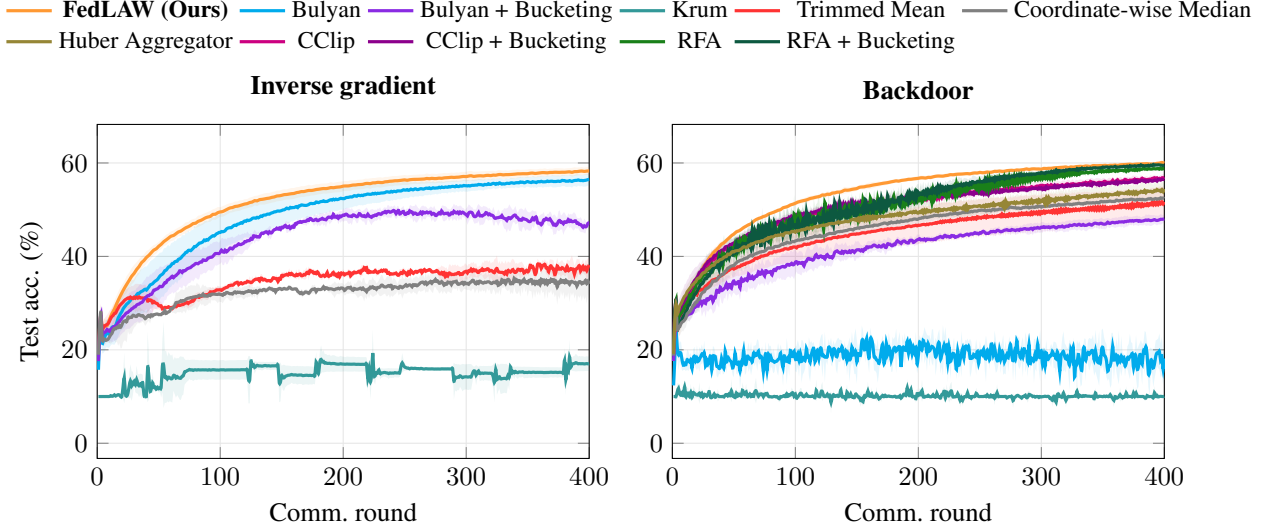 FedLAW (Ours) Bulyan Bulyan + Bucketing Krum Trimmed Mean Coordinate-wise Median
Huber Aggregator CClip CClip + Bucketing RFA RFA + Bucketing
Inverse gradient Backdoor
60 60
40 40
20 20
0 0
0 100 200 300 400 0 100 200 300 400
Test acc. (%)
Comm. round Comm. round